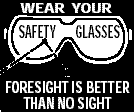 WEAR YOUR
SAFETY GLASSES
FORESIGHT IS BETTER
THAN NO SIGHT